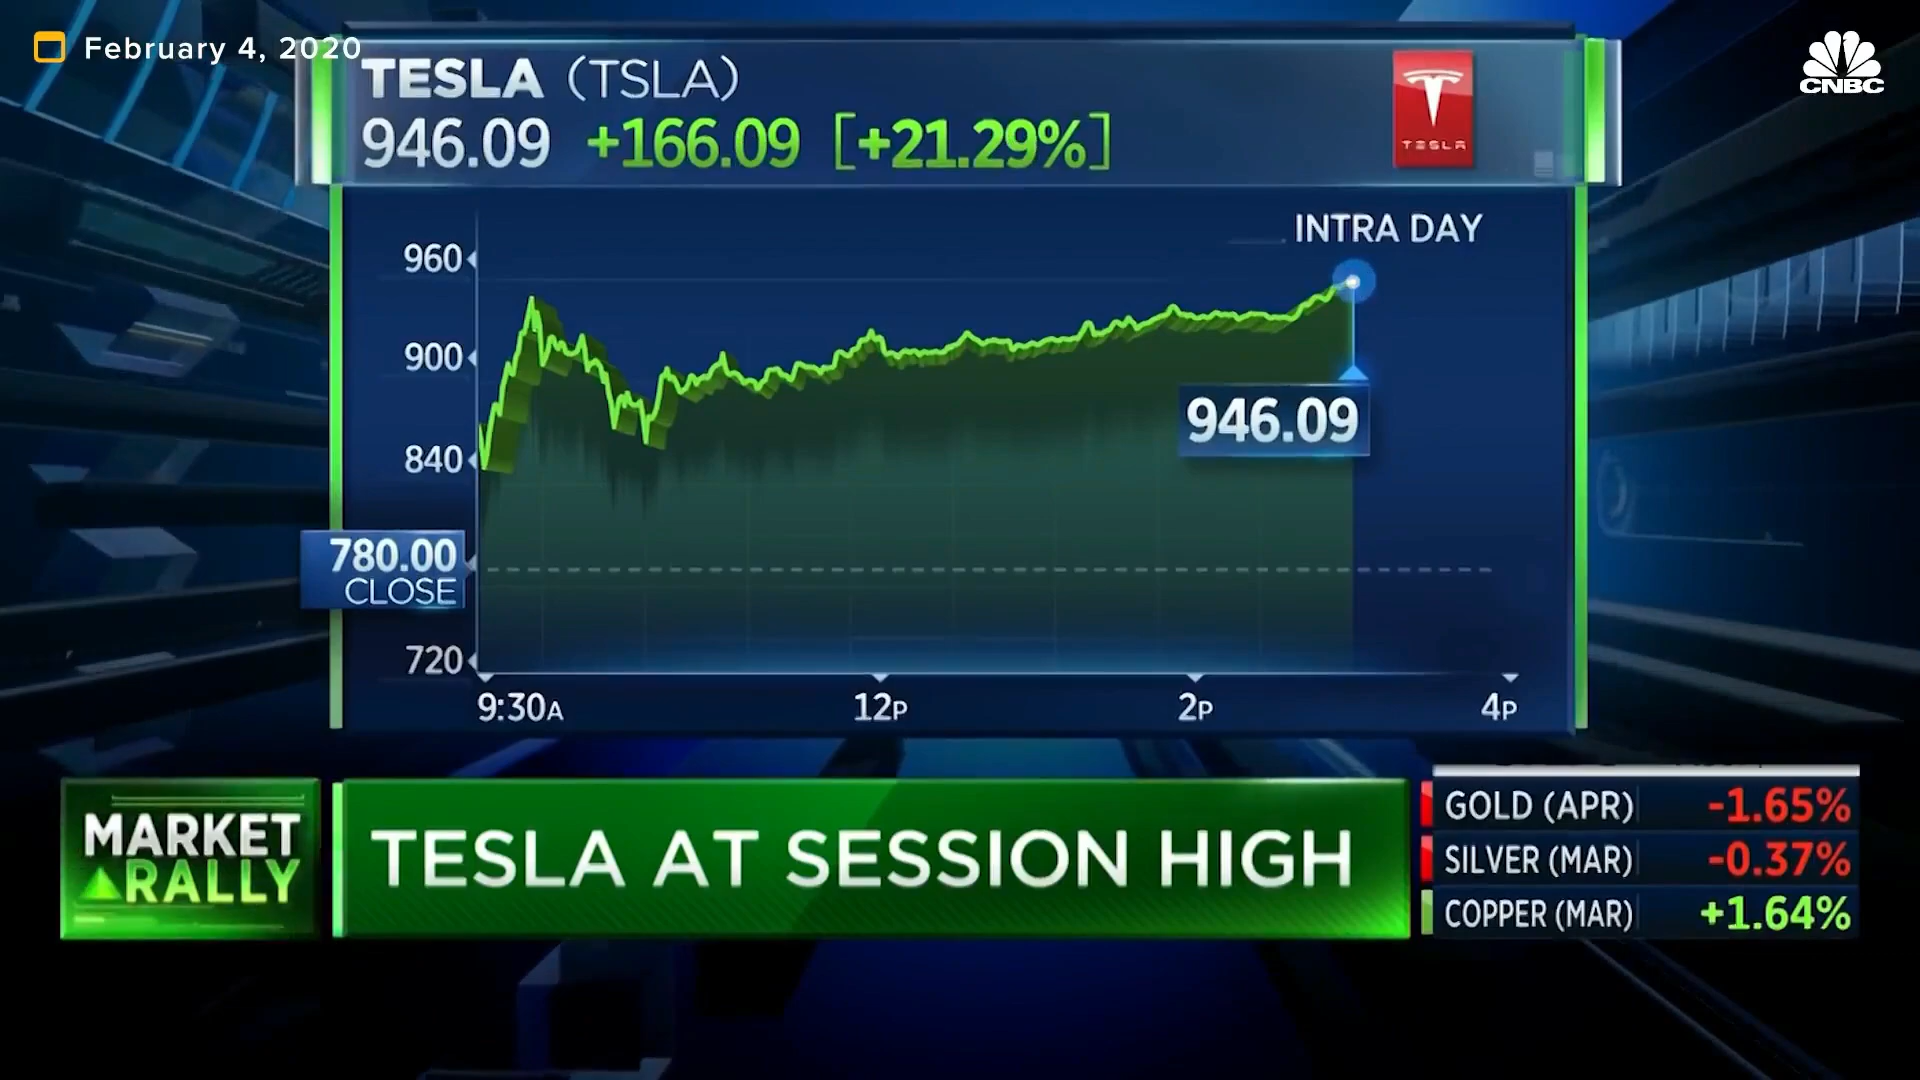 February 4, 2020
CNBC
TESLA (TSLA)
946.09 +166.09 [+21.29%]
TESLA
INTRA DAY
960
900
840
780.00
CLOSE
720
946.09
9:30A 12P 2P 4P
MARKET
RALLY
TESLA AT SESSION HIGH
GOLD (APR) -1.65%
SILVER (MAR) -0.37%
COPPER (MAR) +1.64%